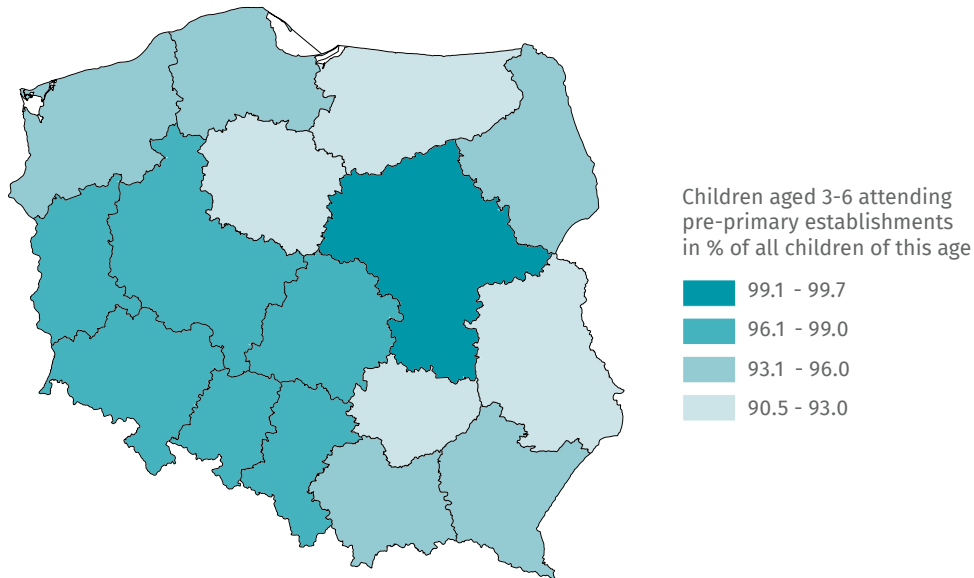 Children aged 3-6 attending
pre-primary establishments
in % of all children of this age
99.1 - 99.7
96.1 - 99.0
93.1 - 96.0
90.5 - 93.0